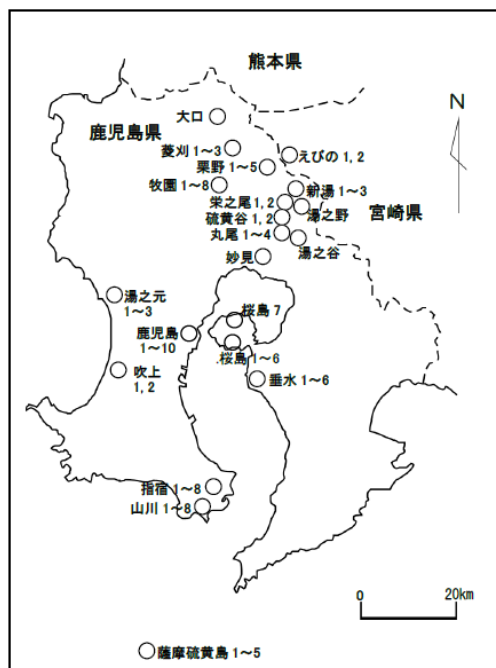 熊本県
N
大口
鹿児島県
菱刈 1～3
えびの 1, 2
栗野 1～5
牧園 1～8
新湯 1～3
栄之尾 1, 2
湯之野
宮崎県
硫黄谷 1, 2
丸尾 1～4
湯之谷
妙見
湯之元
1～3
桜島 7
鹿児島
1～10
桜島 1～6
吹上
1, 2
垂水 1～6
指宿 1～8
山川 1～8
0
20km
薩摩硫黄島 1～5